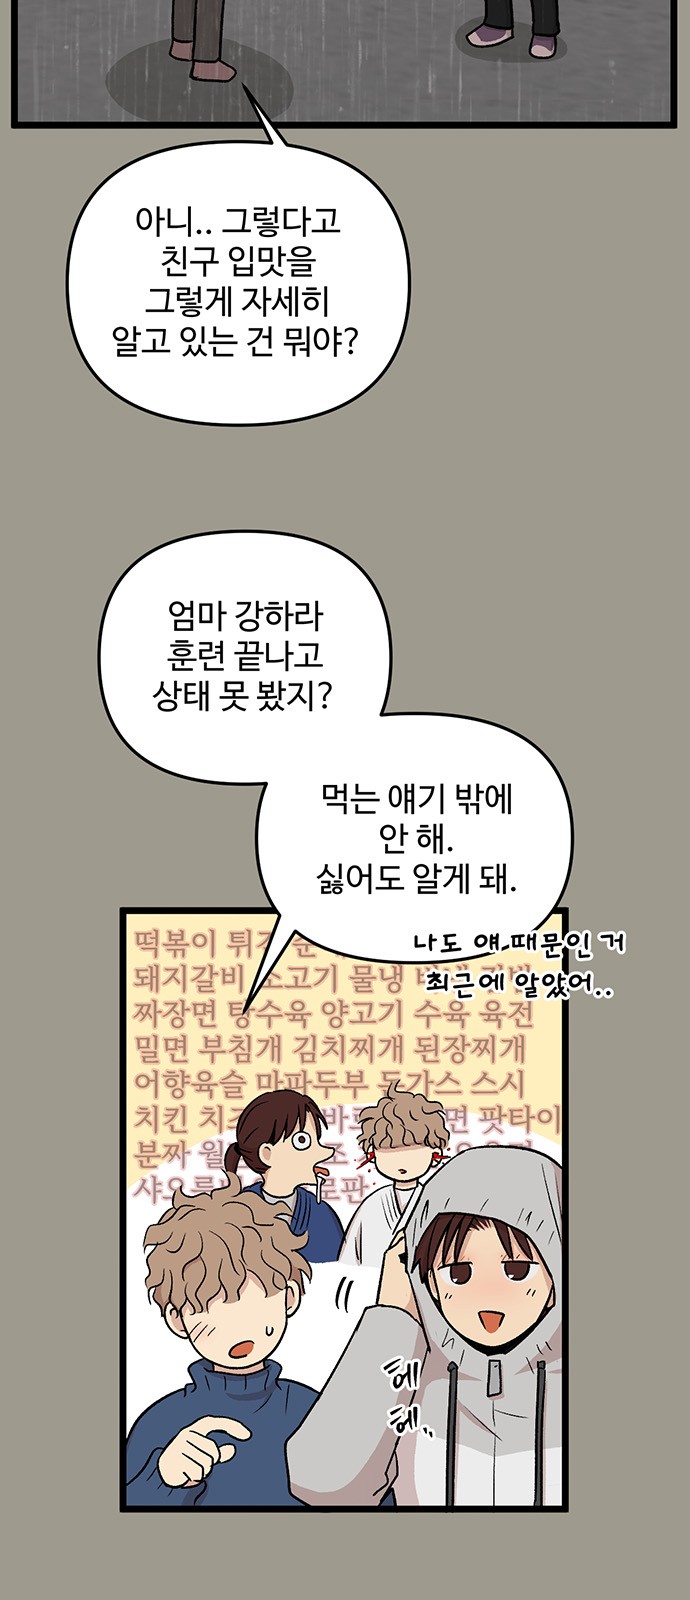 아니.. 그렇다고
친구 입맛을
그렇게 자세히
알고 있는 건 뭐야?
엄마 강하라
훈련 끝나고
상태 못 봤지?
먹는 얘기 밖에
안 해.
싫어도 알게 돼.
나도 얘 때문인 거
최근에 알았어..
떡볶이 튀김
돼지갈비 소고기 물냉
짜장면 탕수육 양고기 수육 육전
밀면 부침개 김치찌개 된장찌개
어향육슬 마파두부 돈가스 스시
치킨 팟타이
분짜
헤
헤..